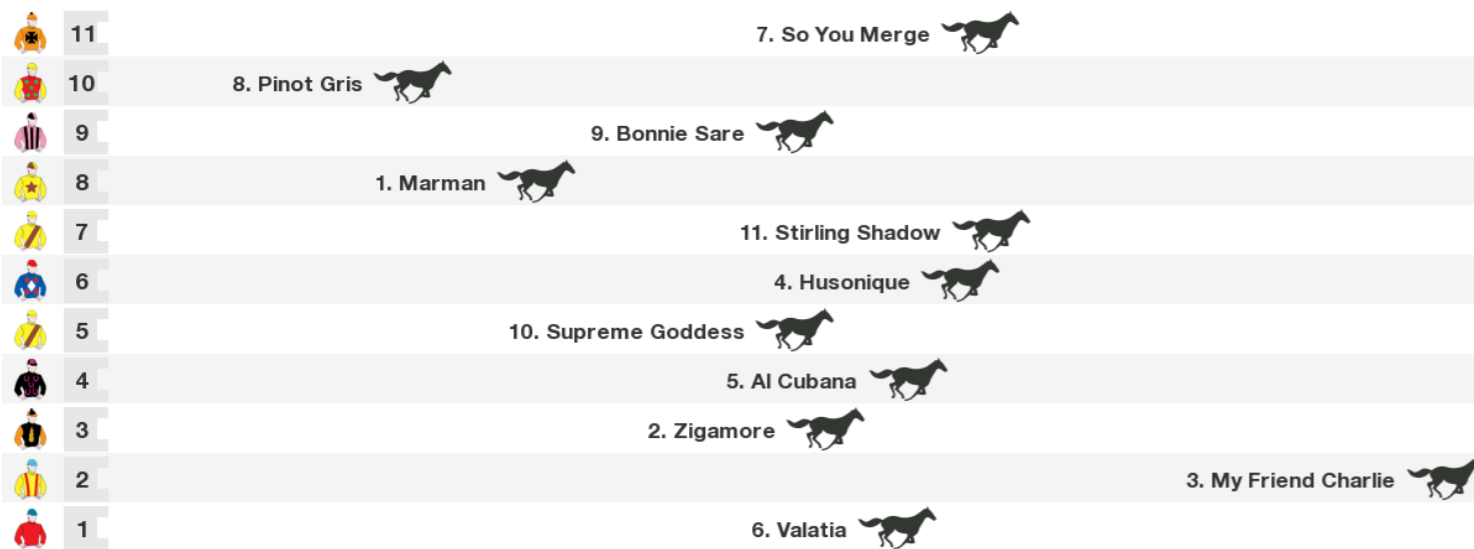 11 7. So You Merge
10 8. Pinot Gris
9 9. Bonnie Sare
8 1. Marman
7 11. Stirling Shadow
6 4. Husonique
5 10. Supreme Goddess
4 5. Al Cubana
3 2. Zigamore
2 3. My Friend Charlie
1 6. Valatia